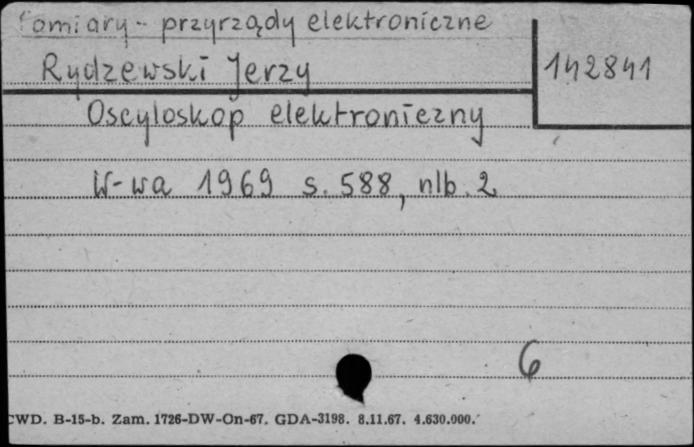 Pomiary - przyrządy elektroniczne
Rydzewski Jerzy
142841
Oscyloskop elektroniczny
W-wa 1969 s. 588, nlb. 2
6
CWD. B-15-b. Zam. 1726-DW-On-67. GDA-3198. 8.11.67. 4.630.000.